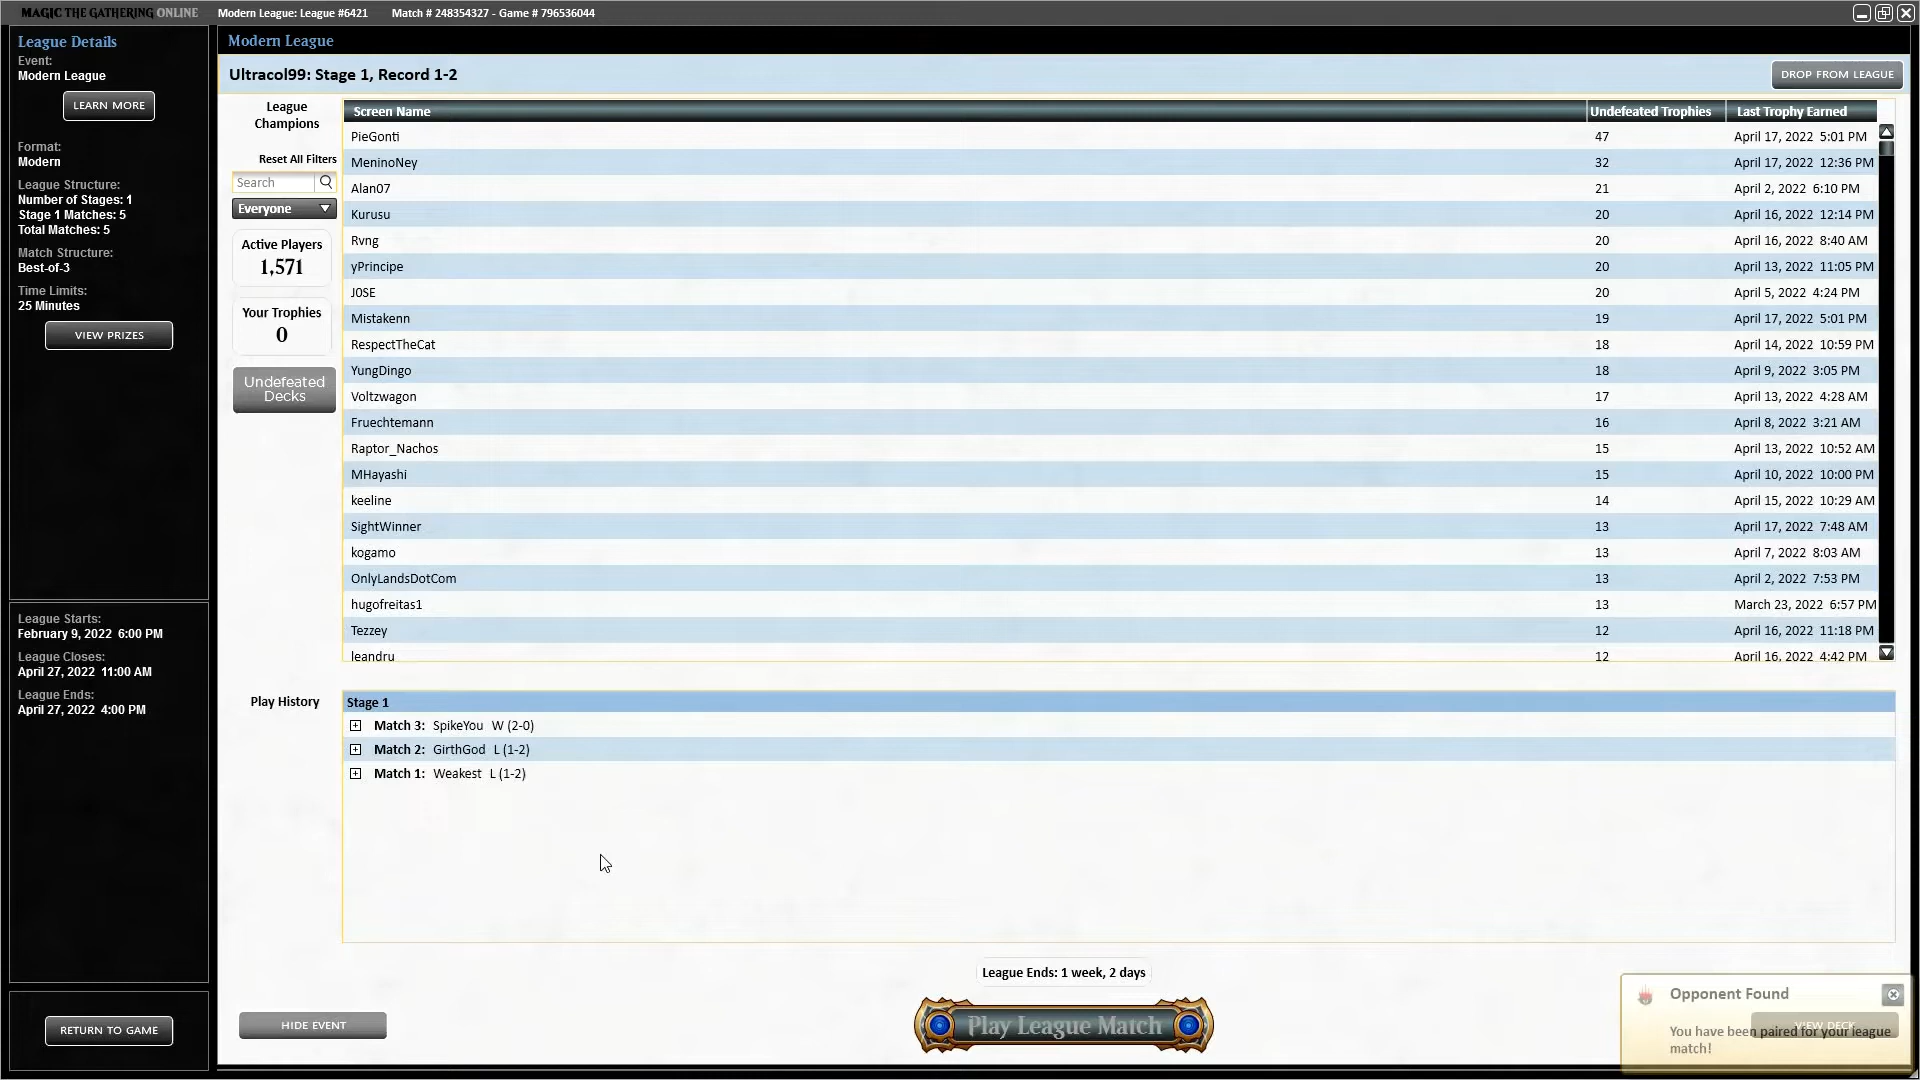 MAGIC THE GATHERING ONLINE
Modern League: League #6421
Match # 248354327 - Game # 796536044
League Details
Event:
Modern League
LEARN MORE
Format:
Modern
League Structure:
Number of Stages: 1
Stage 1 Matches: 5
Total Matches: 5
Match Structure:
Best-of-3
Time Limits:
25 Minutes
VIEW PRIZES
League Starts:
February 9, 2022 6:00 PM
League Closes:
April 27, 2022 11:00 AM
League Ends:
April 27, 2022 4:00 PM
RETURN TO GAME
Modern League
Ultracol99: Stage 1, Record 1-2
DROP FROM LEAGUE
League
Champions
Reset All Filters
Search
Everyone
Active Players
1,571
Your Trophies
0
Undefeated
Decks
Screen Name Undefeated Trophies Last Trophy Earned
PieGonti 47 April 17, 2022 5:01 PM
MeninoNey 32 April 17, 2022 12:36 PM
Alan07 21 April 2, 2022 6:10 PM
Kurusu 20 April 16, 2022 12:14 PM
Rvng 20 April 16, 2022 8:40 AM
yPrincipe 20 April 13, 2022 11:05 PM
J0SE 20 April 5, 2022 4:24 PM
Mistakenn 19 April 17, 2022 5:01 PM
RespectTheCat 18 April 14, 2022 10:59 PM
YungDingo 18 April 9, 2022 3:05 PM
Voltzwagon 17 April 13, 2022 4:28 AM
Fruechtemann 16 April 8, 2022 3:21 AM
Raptor_Nachos 15 April 13, 2022 10:52 AM
MHayashi 15 April 10, 2022 10:00 PM
keeline 14 April 15, 2022 10:29 AM
SightWinner 13 April 17, 2022 7:48 AM
kogamo 13 April 7, 2022 8:03 AM
OnlyLandsDotCom 13 April 2, 2022 7:53 PM
hugofreitas1 13 March 23, 2022 6:57 PM
Tezzey 12 April 16, 2022 11:18 PM
leandru 12 April 16, 2022 4:42 PM
Play History
Stage 1
Match 3: SpikeYou W (2-0)
Match 2: GirthGod L (1-2)
Match 1: Weakest L (1-2)
League Ends: 1 week, 2 days
HIDE EVENT
Play League Match
Opponent Found
VIEW DECK
You have been paired for your league
match!